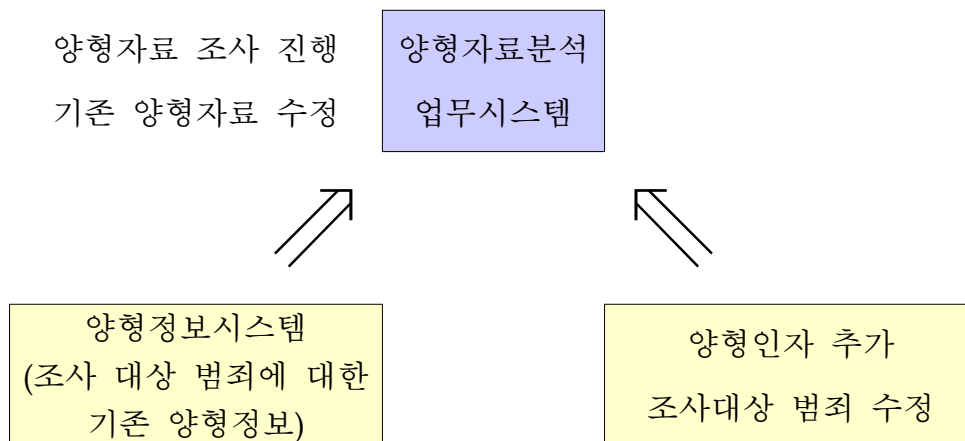 양형자료 조사 진행
기존 양형자료 수정
양형자료분석
업무시스템
양형정보시스템
(조사 대상 범죄에 대한
기존 양형정보)
양형인자 추가
조사대상 범죄 수정